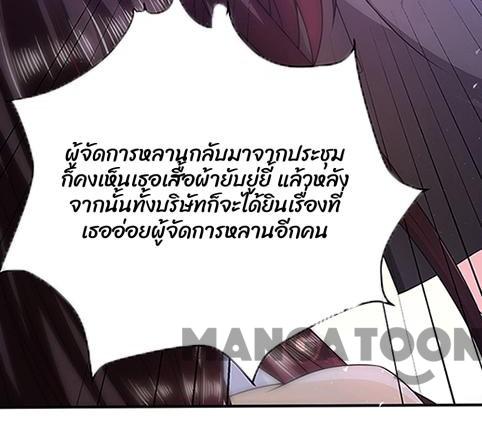 ผู้จัดการหลานกลับมาจากประชุม
ก็คงเห็นเธอเสื้อผ้ายับยู่ยี่ แล้วหลัง
จากนั้นทั้งบริษัทก็จะได้ยินเรื่องที่
เธออ่อยผู้จัดการหลานอีกคน
MANGATOON